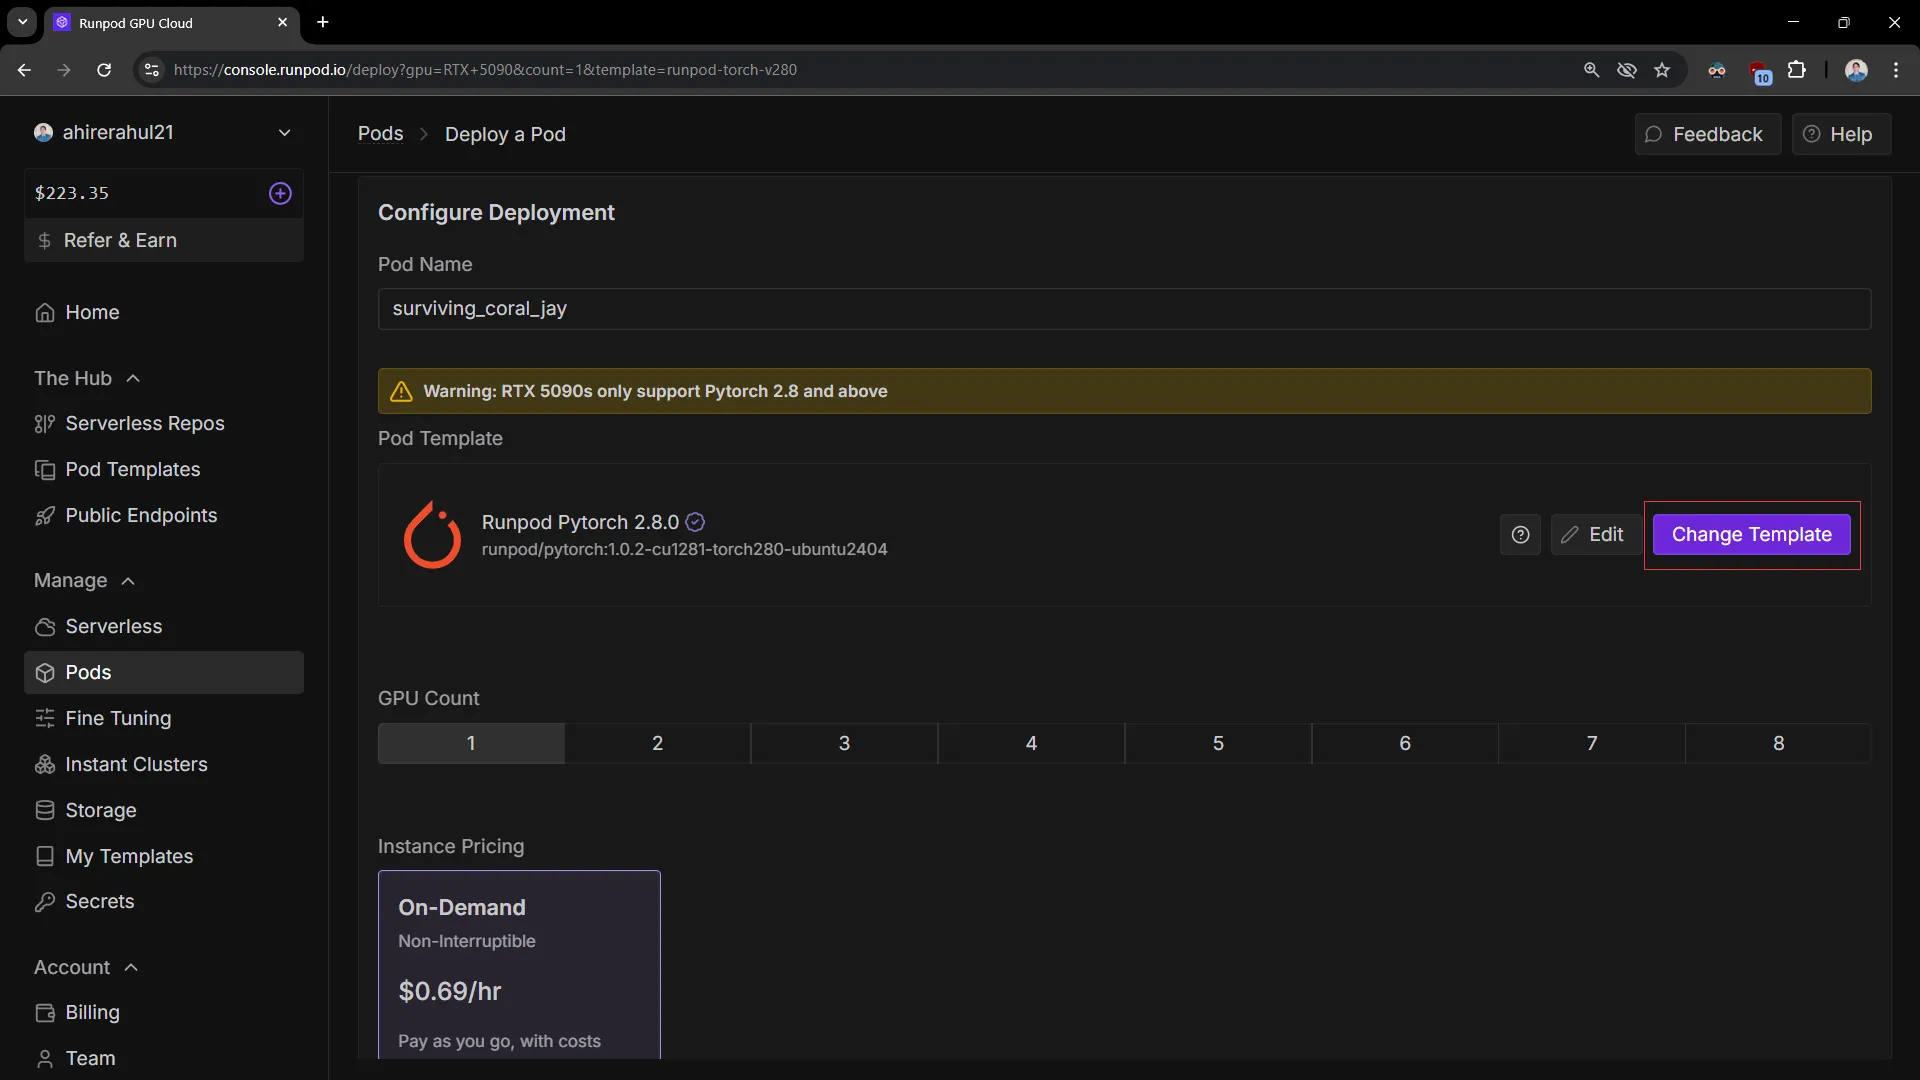 Runpod GPU Cloud
https://console.runpod.io/deploy?gpu=RTX+5090&count=1&template=runpod-torch-v280
10
ahirerahul21
$223.35
Refer & Earn
Home
The Hub
Serverless Repos
Pod Templates
Public Endpoints
Manage
Serverless
Pods
Fine Tuning
Instant Clusters
Storage
My Templates
Secrets
Account
Billing
Team
Pods > Deploy a Pod
Feedback
Help
Configure Deployment
Pod Name
surviving_coral_jay
Warning: RTX 5090s only support Pytorch 2.8 and above
Pod Template
Runpod Pytorch 2.8.0
runpod/pytorch:1.0.2-cu1281-torch280-ubuntu2404
Edit
Change Template
GPU Count
1 2 3 4 5 6 7 8
Instance Pricing
On-Demand
Non-Interruptible
$0.69/hr
Pay as you go, with costs